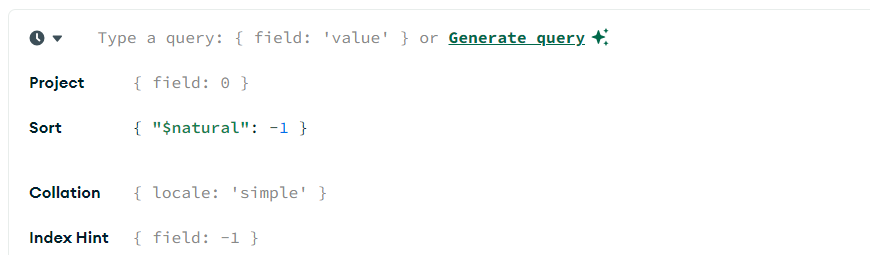 Type a query: { field: 'value' } or Generate query
Project { field: 0 }
Sort { "$natural": -1 }
Collation { locale: 'simple' }
Index Hint { field: -1 }